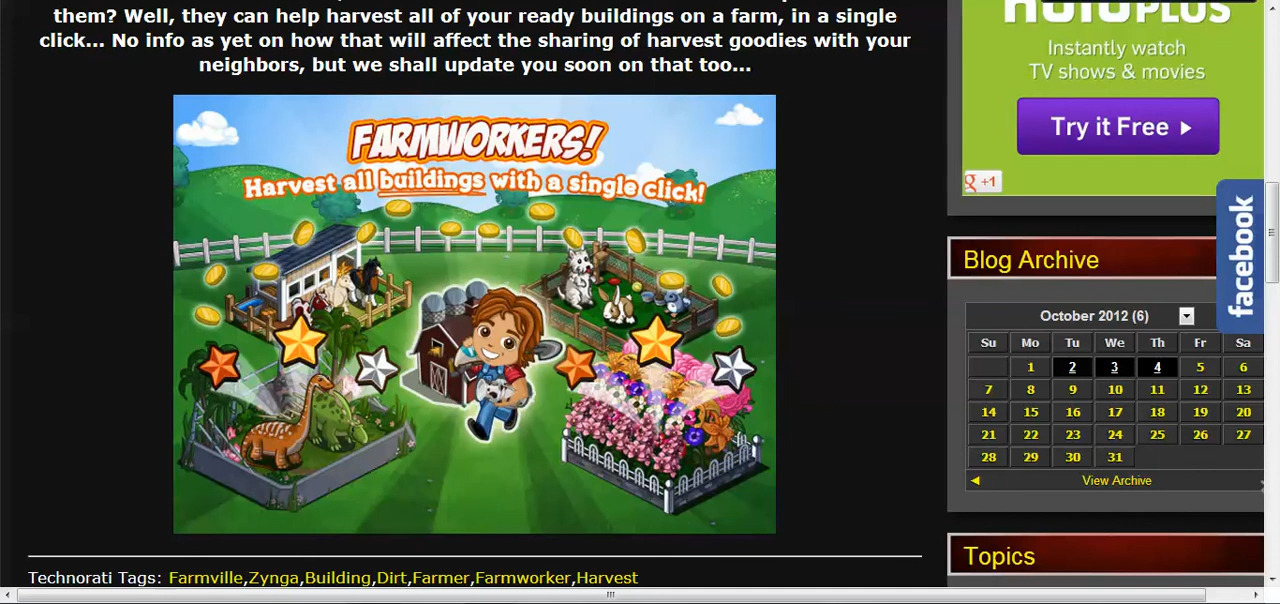 them? Well, they can help harvest all of your ready buildings on a farm, in a single
click... No info as yet on how that will affect the sharing of harvest goodies with your
neighbors, but we shall update you soon on that too...
FARMWORKERS!
Harvest all buildings with a single click!
Technorati Tags: Farmville,Zynga,Building,Dirt,Farmer,Farmworker,Harvest
hulu PLUS
Instantly watch
TV shows & movies
Try it Free
g +1
facebook
Blog Archive
October 2012 (6)
Su Mo Tu We Th Fr Sa
1 2 3 4 5 6
7 8 9 10 11 12 13
14 15 16 17 18 19 20
21 22 23 24 25 26 27
28 29 30 31
View Archive
Topics